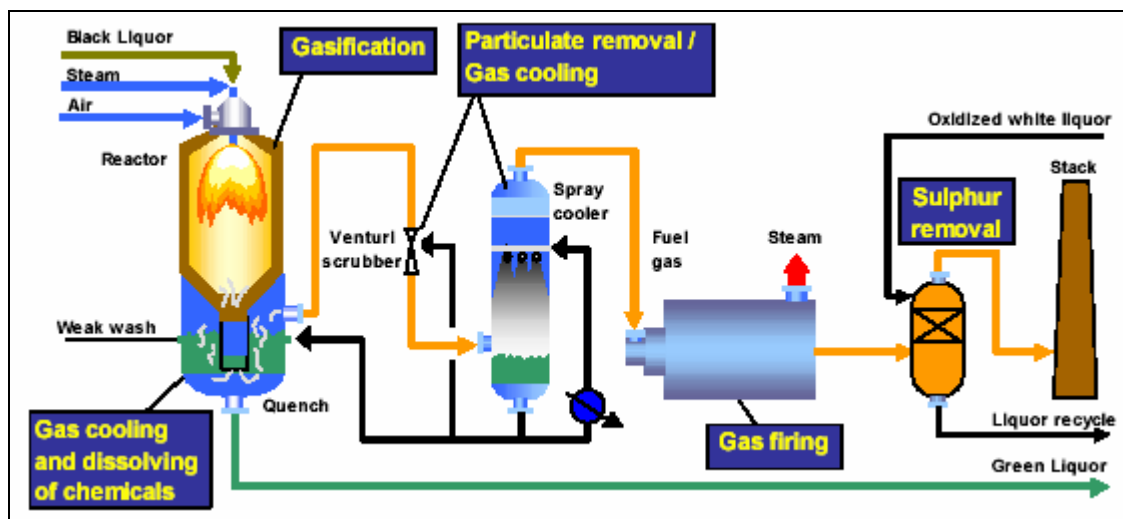 Black Liquor
Steam
Air
Gasification
Reactor
Particulate removal /
Gas cooling
Venturi
scrubber
Spray
cooler
Fuel
gas
Steam
Oxidized white liquor
Stack
Sulphur
removal
Weak wash
Quench
Gas cooling
and dissolving
of chemicals
Gas firing
Liquor recycle
Green Liquor